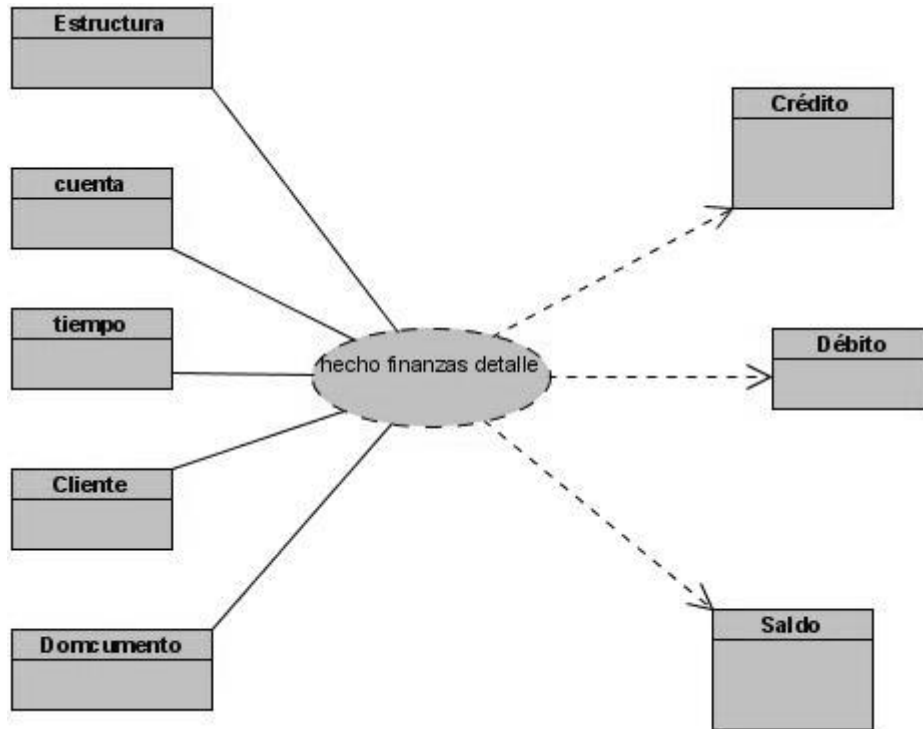 Estructura
cuenta
tiempo
Cliente
Domcumento
hecho finanzas detalle
Crédito
Débito
Saldo